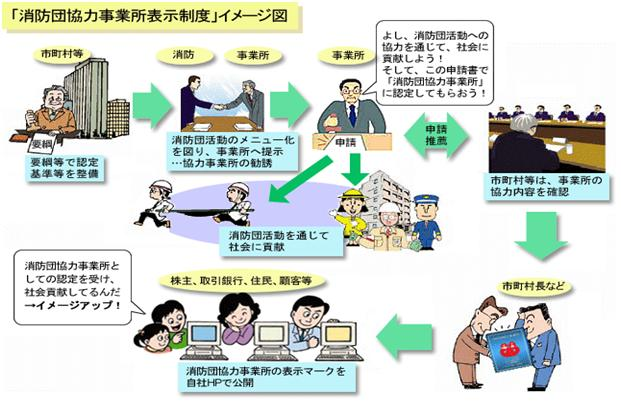 「消防団協力事業所表示制度」イメージ図
市町村等
要綱
要綱等で認定
基準等を整備
消防
事業所
消防団活動のメニュー化
を図り、事業所へ提示
…協力事業所の勧誘
事業所
申請
よし、消防団活動への
協力を通じて、社会に
貢献しよう！
そして、この申請書で
「消防団協力事業所」
に認定してもらおう！
申請
推薦
市町村等は、事業所の
協力内容を確認
消防団活動を通じて
社会に貢献
市町村長など
株主、取引銀行、住民、顧客等
消防団協力事業所と
しての認定を受け、
社会貢献してるんだ
→イメージアップ！
消防団協力事業所の表示マークを
自社HPで公開